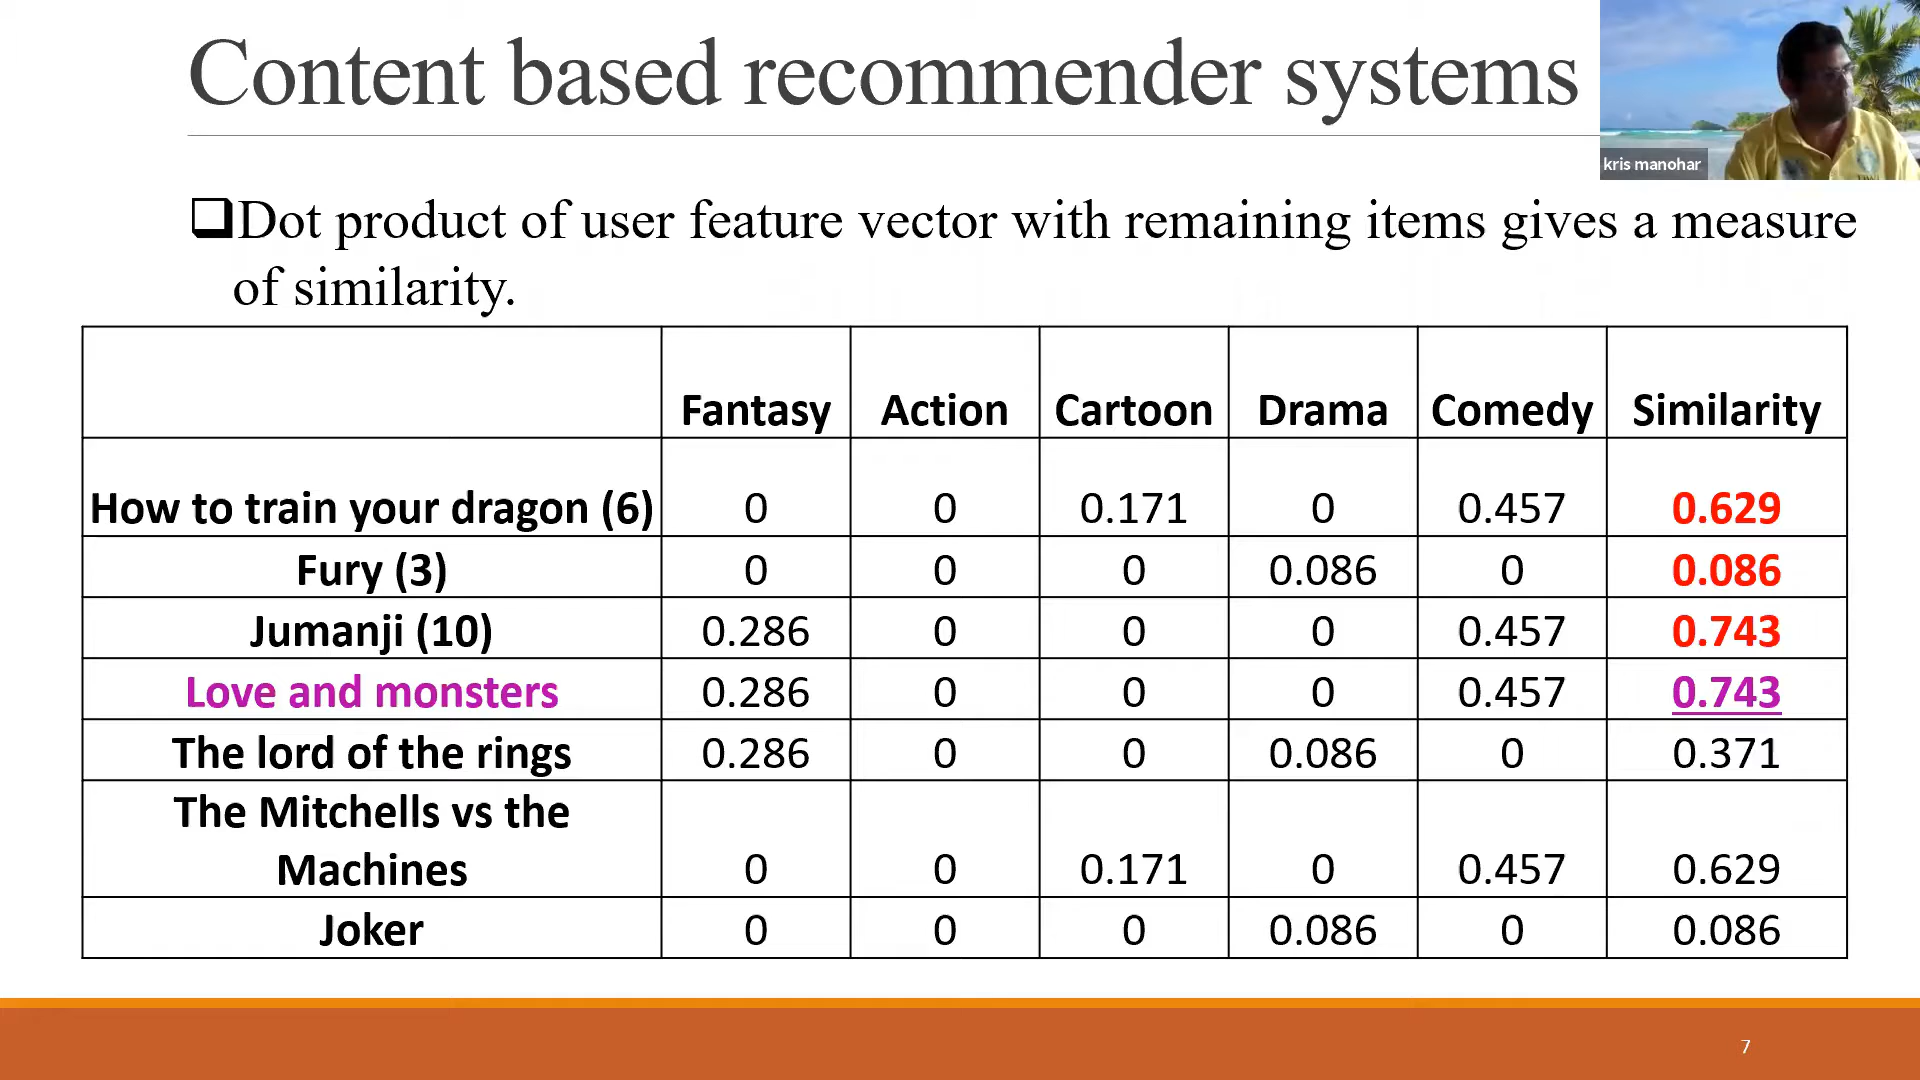 Content based recommender systems
kris manohar
Dot product of user feature vector with remaining items gives a measure
of similarity.
Fantasy Action Cartoon Drama Comedy Similarity
How to train your dragon (6) 0 0 0.171 0 0.457 0.629
Fury (3) 0 0 0 0.086 0 0.086
Jumanji (10) 0.286 0 0 0 0.457 0.743
Love and monsters 0.286 0 0 0 0.457 0.743
The lord of the rings 0.286 0 0 0.086 0 0.371
The Mitchells vs the
Machines 0 0 0.171 0 0.457 0.629
Joker 0 0 0 0.086 0 0.086
7